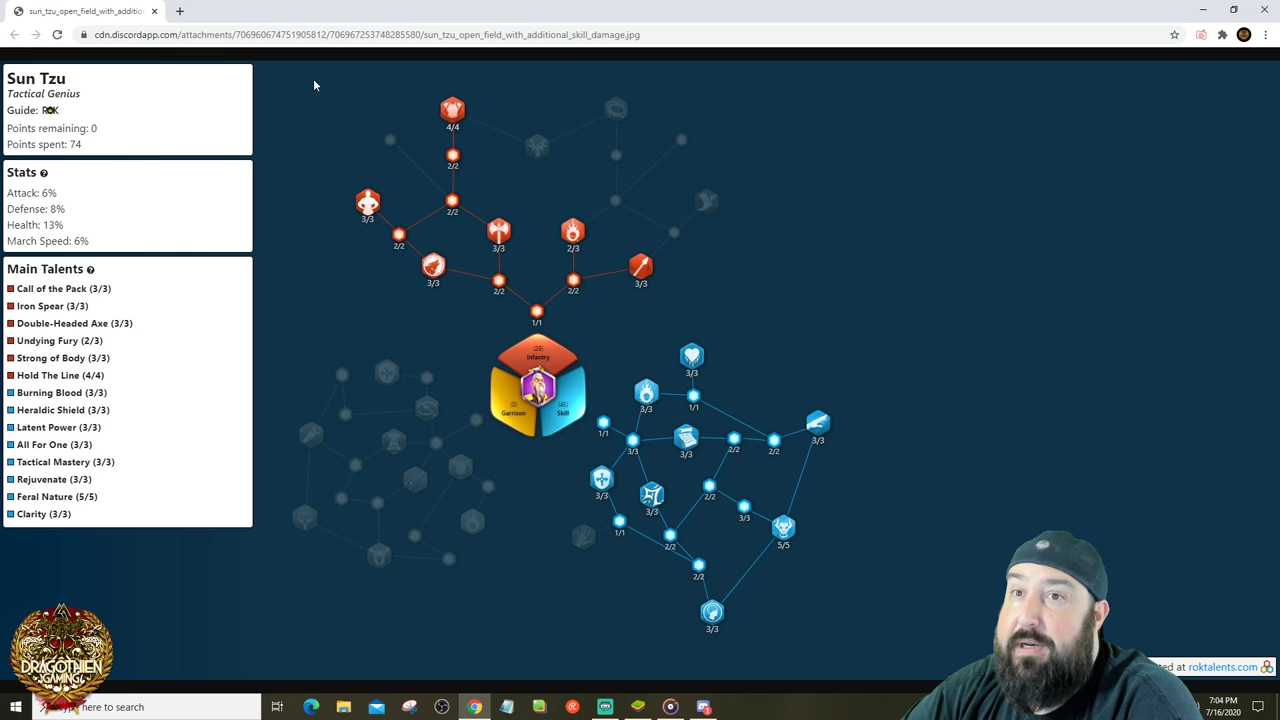 sun_tzu_open_field_with_additio
cdn.discordapp.com/attachments/706960674751905812/706967253748285580/sun_tzu_open_field_with_additional_skill_damage.jpg
Sun Tzu
Tactical Genius
Guide: ROK
Points remaining: 0
Points spent: 74
Stats
Attack: 6%
Defense: 8%
Health: 13%
March Speed: 6%
Main Talents
Call of the Pack (3/3)
Iron Spear (3/3)
Double-Headed Axe (3/3)
Undying Fury (2/3)
Strong of Body (3/3)
Hold The Line (4/4)
Burning Blood (3/3)
Heraldic Shield (3/3)
Latent Power (3/3)
All For One (3/3)
Tactical Mastery (3/3)
Rejuvenate (3/3)
Feral Nature (5/5)
Clarity (3/3)
4/4
2/2
3/3
2/2
2/2
3/3
2/3
3/3
2/2
2/2
3/3
1/1
(29)
Infantry
(0)
Garrison
(45)
Skill
3/3
3/3
1/1
1/1
3/3
3/3
2/2
2/2
3/3
3/3
3/3
2/2
3/3
1/1
2/2
5/5
2/2
3/3
DRAGOTHIEN
GAMING
ted at roktalents.com
here to search
7:04 PM
7/16/2020